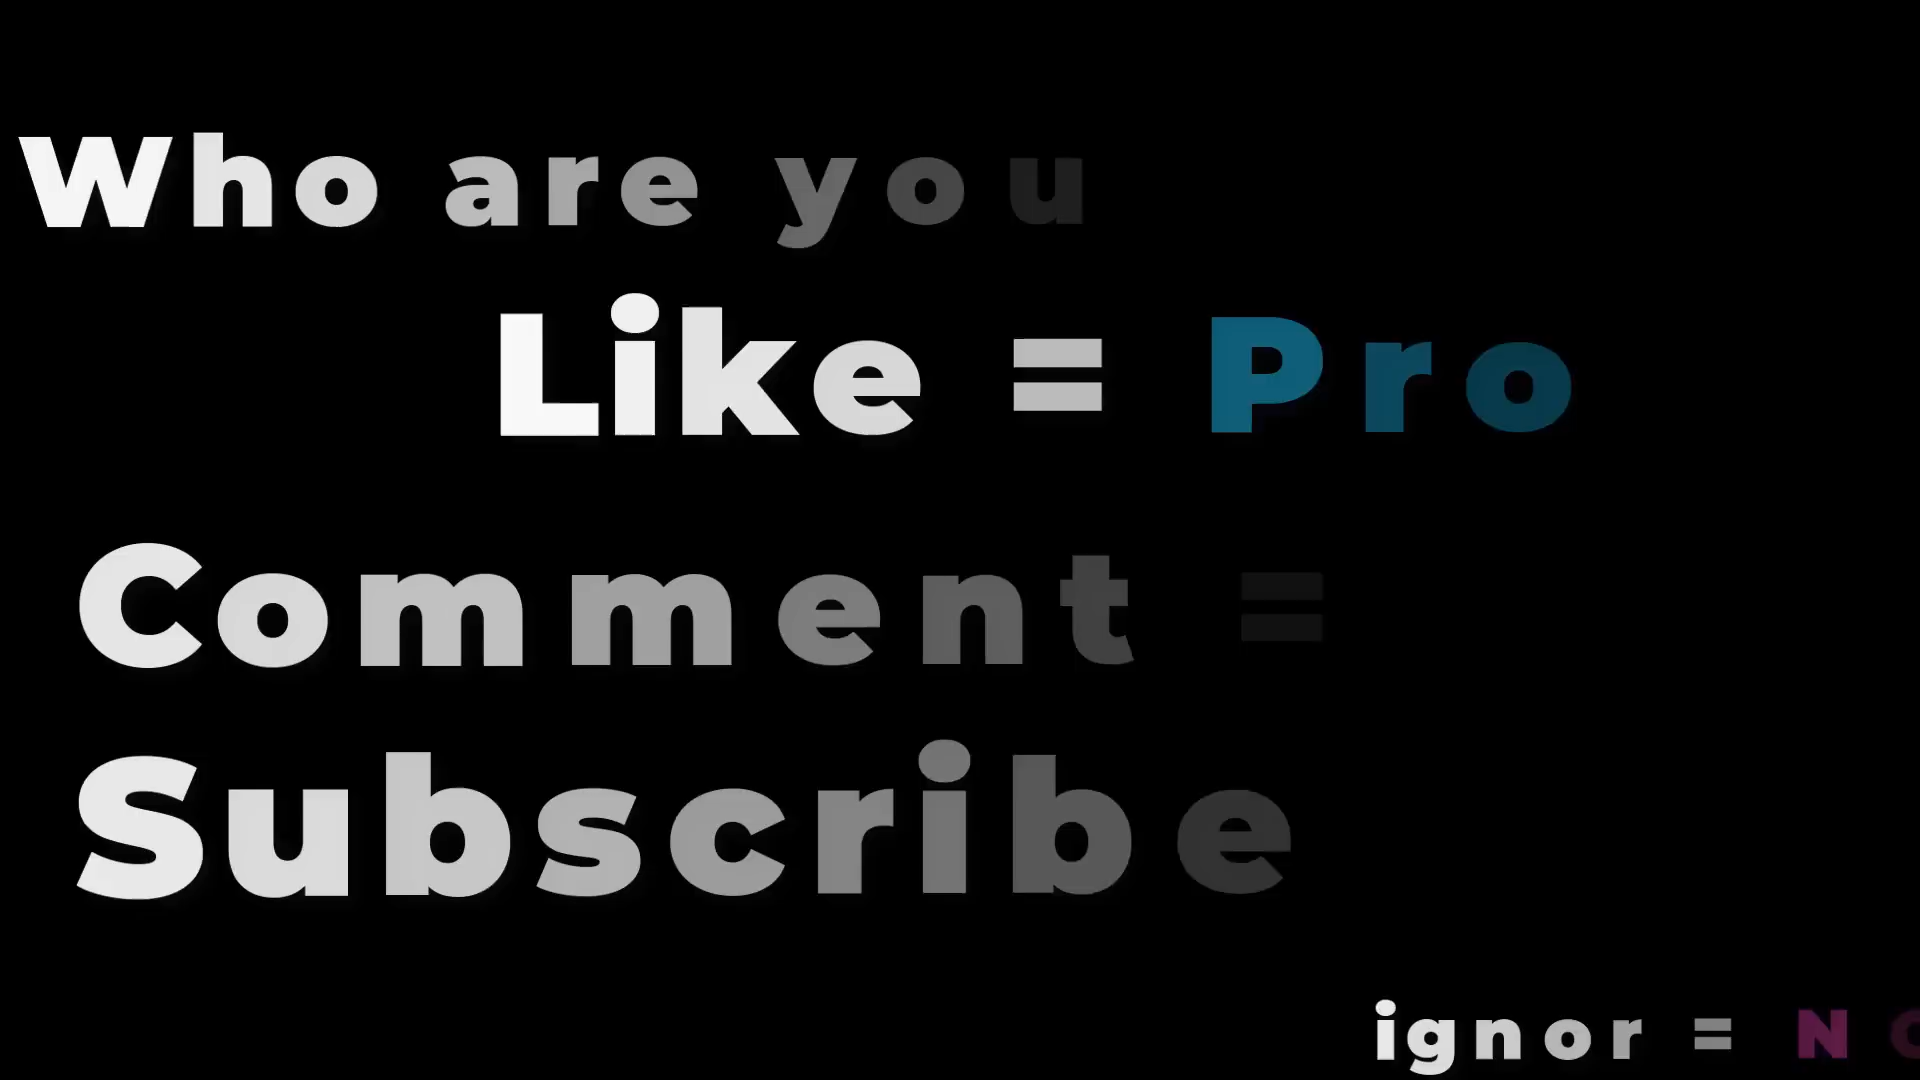 Who are you
Like = Pro
Comment =
Subscribe
ignor = N